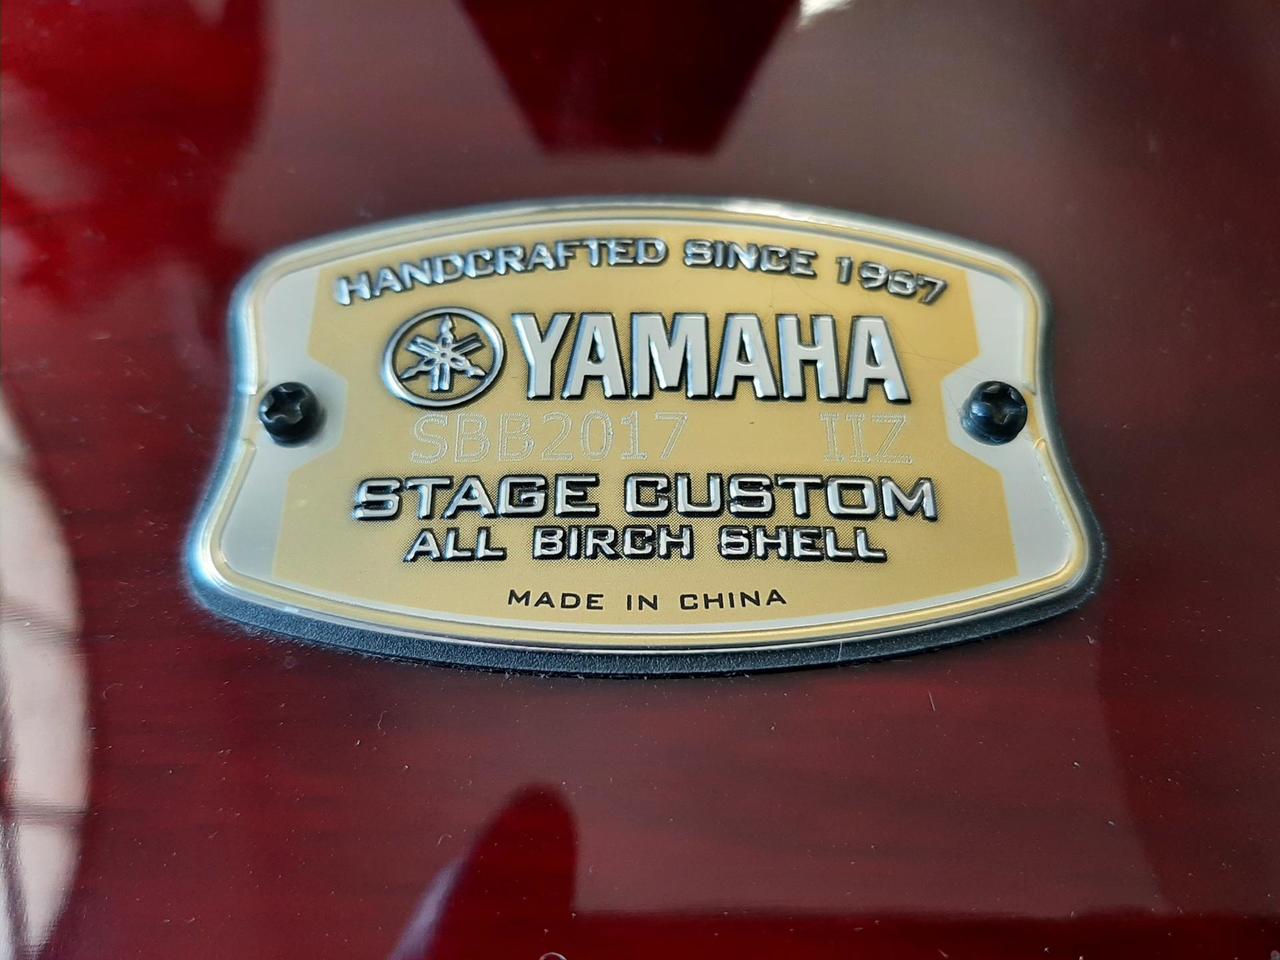 HANDCRAFTED SINCE 1967
YAMAHA
SBB2017 IIZ
STAGE CUSTOM
ALL BIRCH SHELL
MADE IN CHINA